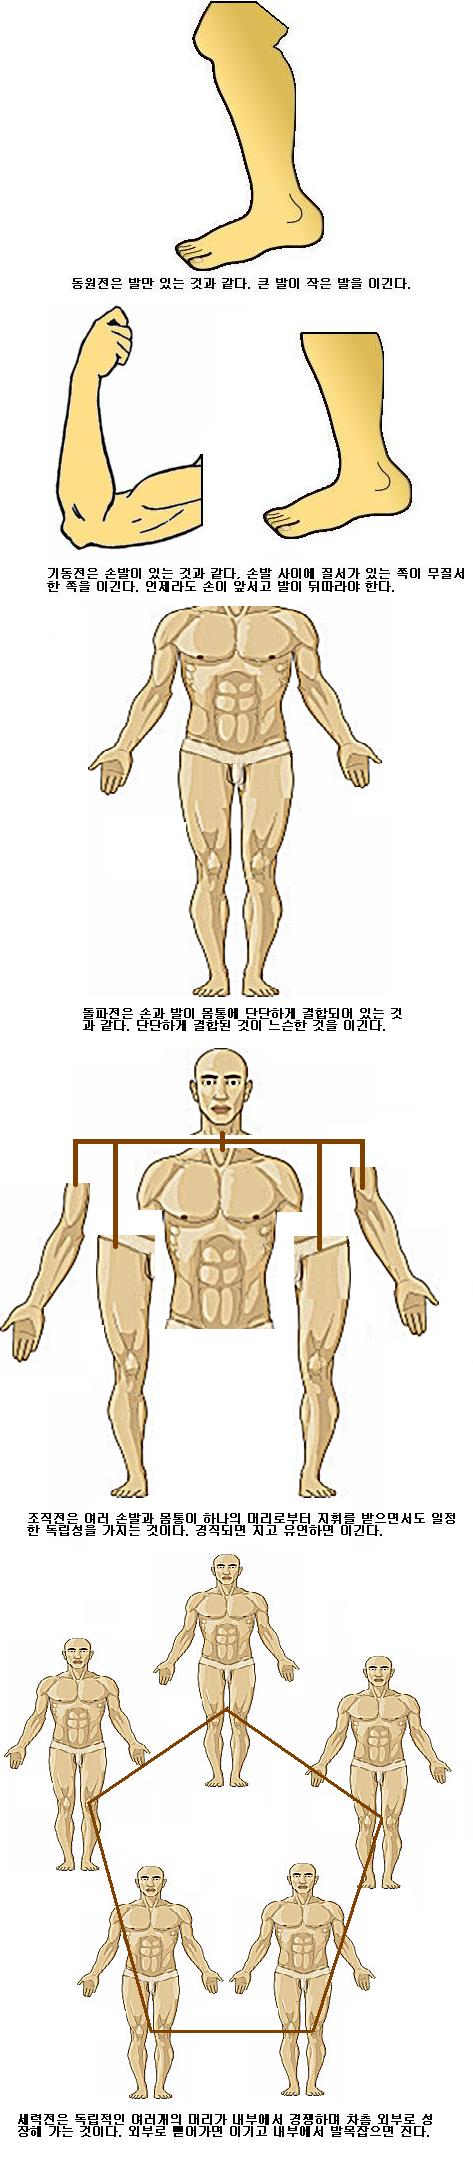 동원전은 발만 있는 것과 같다. 큰 발이 작은 발을 이긴다.
기동전은 손발이 있는 것과 같다. 손발 사이에 질서가 있는 쪽이 무질서
한 쪽을 이긴다. 언제라도 손이 앞서고 발이 뒤따라야 한다.
돌파전은 손과 발이 몸통에 단단하게 결합되어 있는 것
과 같다. 단단하게 결합된 것이 느슨한 것을 이긴다.
조직전은 여러 손발과 몸통이 하나의 머리로부터 지휘를 받으면서도 일정
한 독립성을 가지는 것이다. 경직되면 지고 유연하면 이긴다.
세력전은 독립적인 여러개의 머리가 내부에서 경쟁하며 차츰 외부로 성
장해 가는 것이다. 외부로 뻗어가면 이기고 내부에서 발목잡으면 진다.